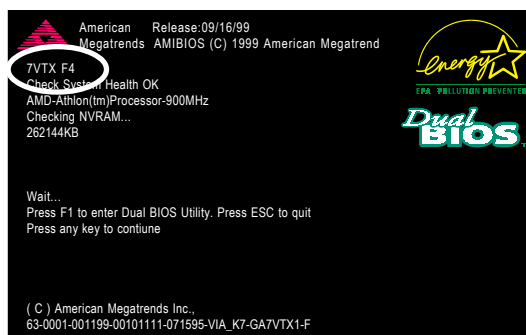 American Release:09/16/99
Megatrends AMIBIOS (C) 1999 American Megatrend
energy
EPA POLLUTION PREVENTER
7VTX F4
Check System Health OK
AMD-Athlon(tm)Processor-900MHz
Checking NVRAM...
262144KB
Dual
BIOS TM
Wait...
Press F1 to enter Dual BIOS Utility. Press ESC to quit
Press any key to contiune
( C ) American Megatrends Inc.,
63-0001-001199-00101111-071595-VIA_K7-GA7VTX1-F